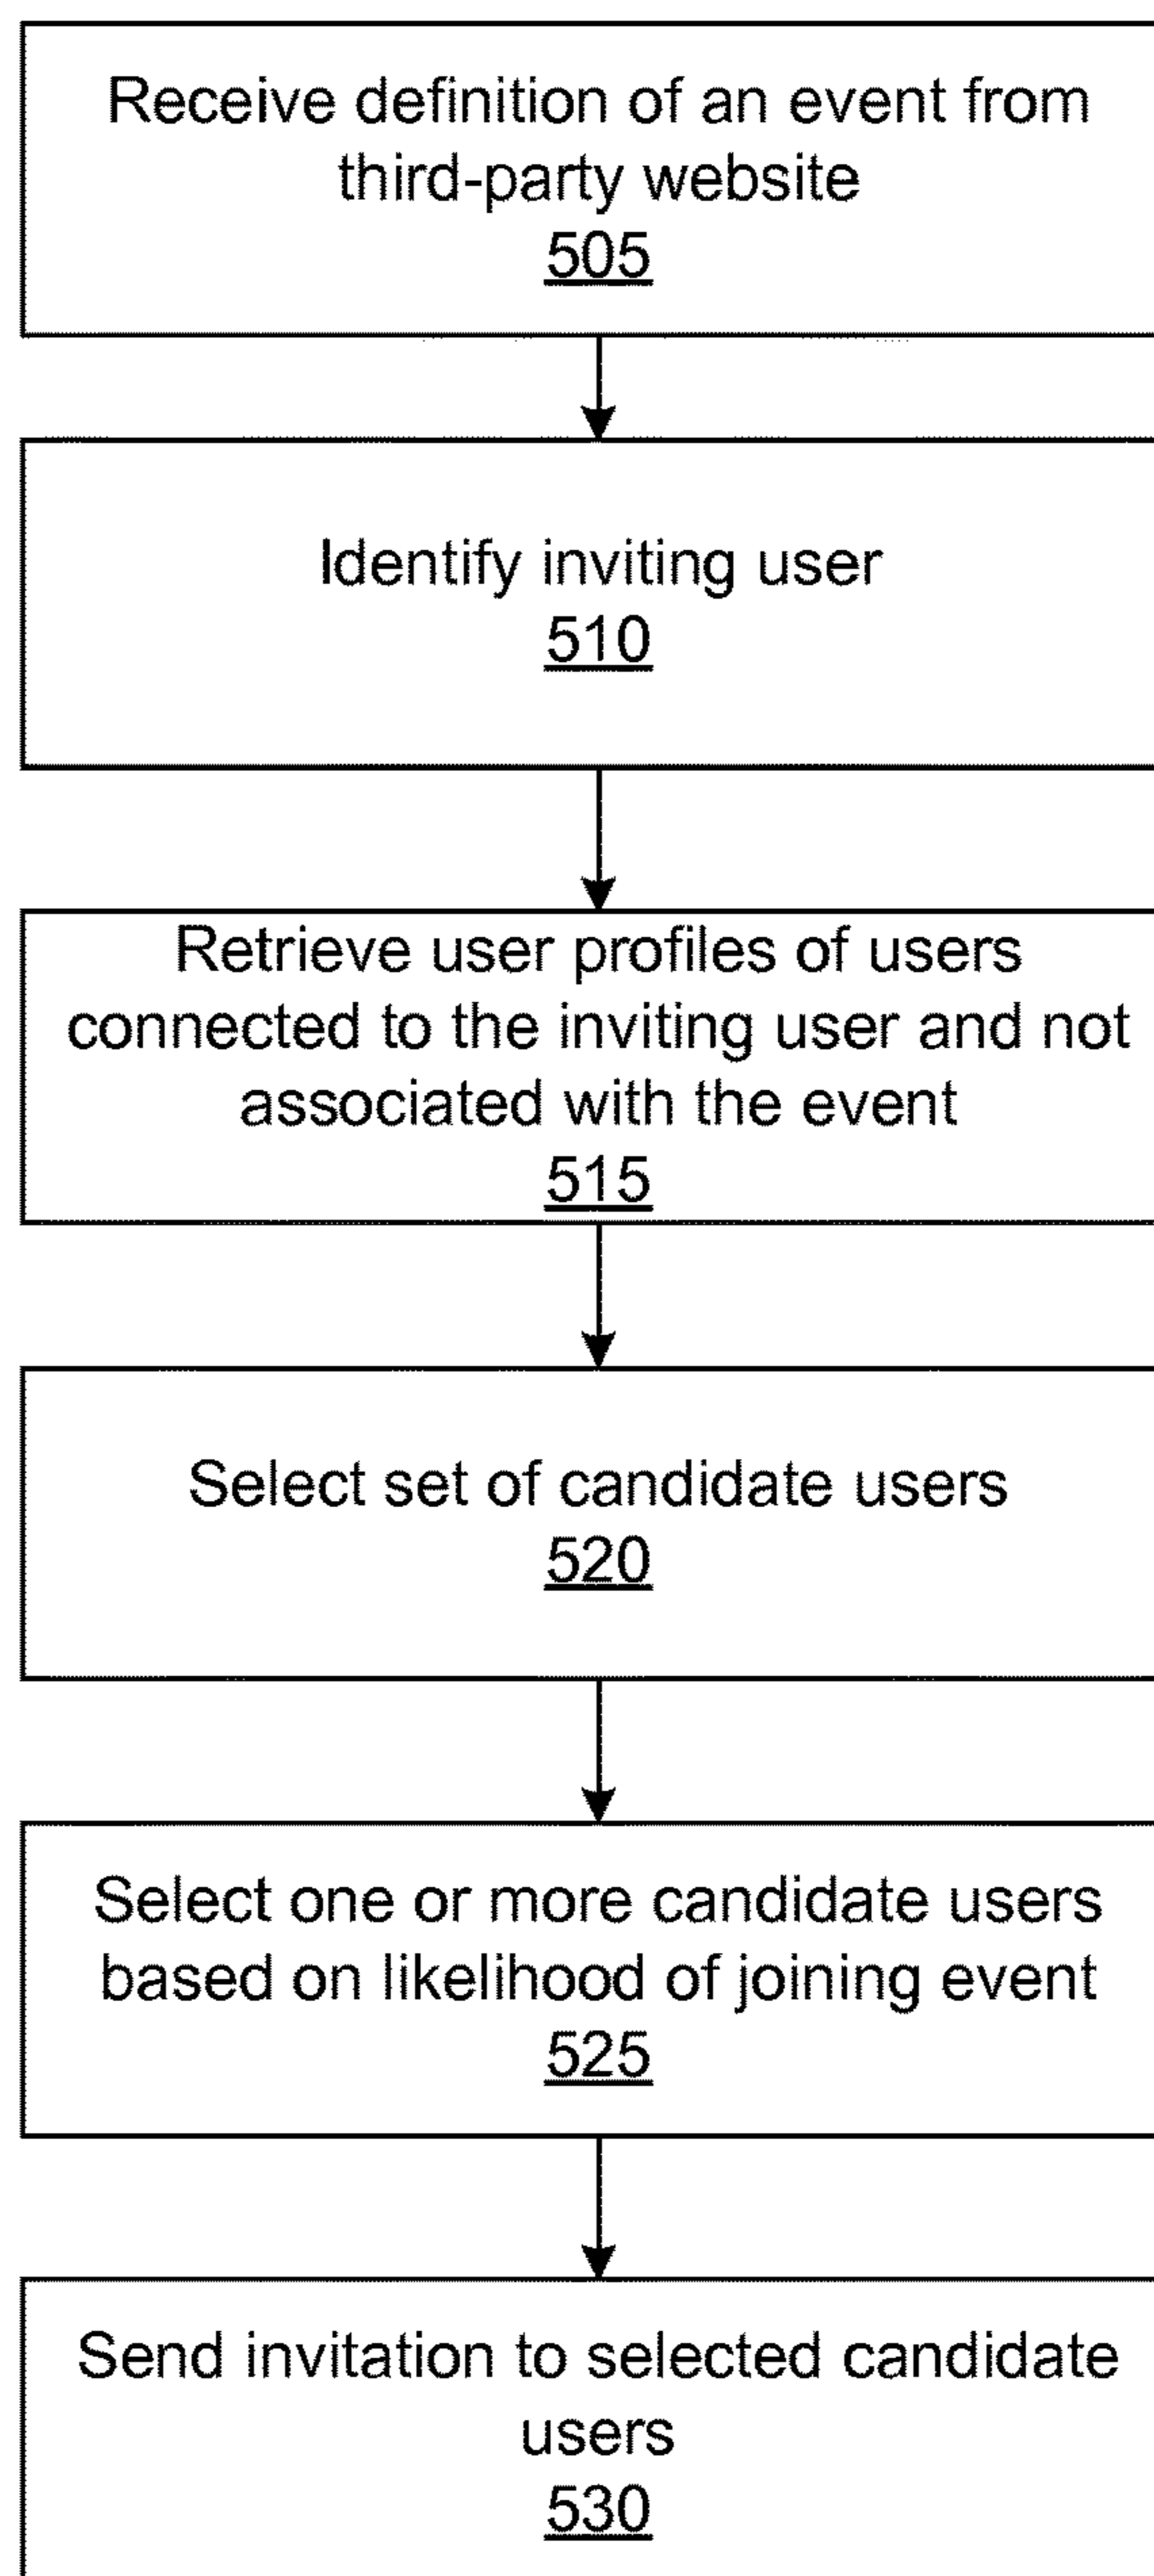 Receive definition of an event from
third-party website
505
Identify inviting user
510
Retrieve user profiles of users
connected to the inviting user and not
associated with the event
515
Select set of candidate users
520
Select one or more candidate users
based on likelihood of joining event
525
Send invitation to selected candidate
users
530